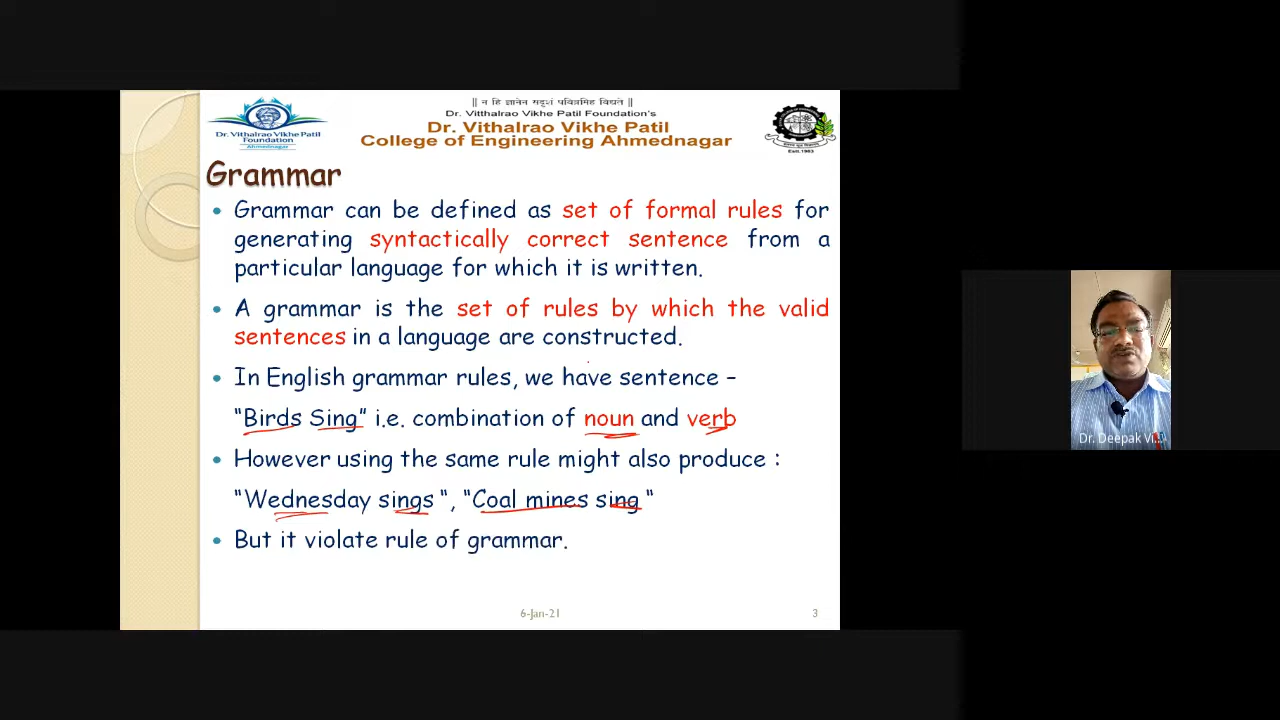 || न हि ज्ञानेन सदृशं पवित्रमिह विद्यते ||
Dr. Vitthalrao Vikhe Patil Foundation's
Dr. Vithalrao Vikhe Patil
College of Engineering Ahmednagar
Dr. Vithalrao Vikhe Patil
Foundation
Ahmednagar
Estt.1983
Grammar
• Grammar can be defined as set of formal rules for
generating syntactically correct sentence from a
particular language for which it is written.
• A grammar is the set of rules by which the valid
sentences in a language are constructed.
• In English grammar rules, we have sentence –
“Birds Sing” i.e. combination of noun and verb
• However using the same rule might also produce :
“Wednesday sings “, “Coal mines sing “
• But it violate rule of grammar.
6-Jan-21
3
Dr. Deepak Vi...